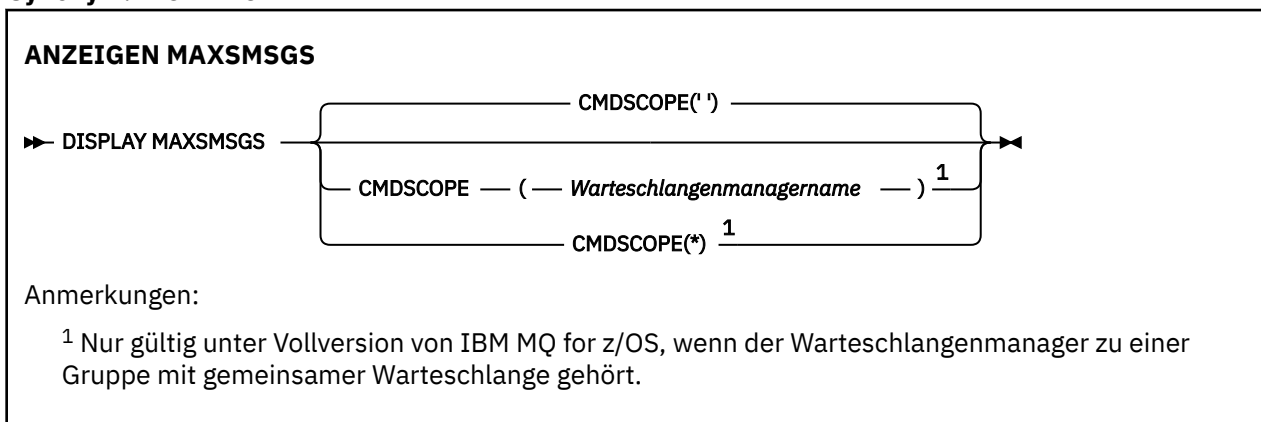 ANZEIGEN MAXSMSGS
CMDSCOPE(' ')
DISPLAY MAXSMSGS
CMDSCOPE ( Warteschlangenmanagername ) 1
CMDSCOPE(*) 1
Anmerkungen:
1 Nur gültig unter Vollversion von IBM MQ for z/OS, wenn der Warteschlangenmanager zu einer
Gruppe mit gemeinsamer Warteschlange gehört.